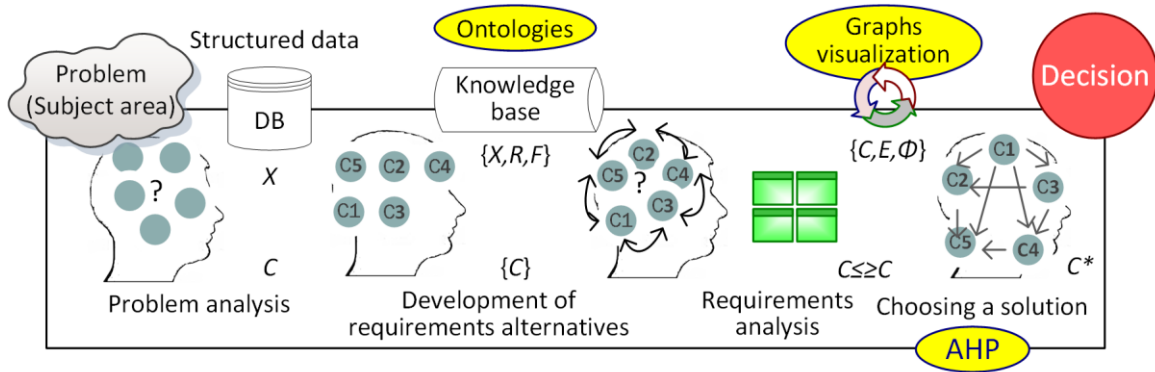 Problem
(Subject area)
Structured data
DB
X
Ontologies
Knowledge
base
{X,R,F}
Graphs
visualization
{C,E,Φ}
Decision
?
C
Problem analysis
C5 C2 C4
C1 C3
{C}
Development of
requirements alternatives
C2
C5 ? C4
C1 C3
C≤≥C
Requirements
analysis
C1
C2 C3
C5 C4
C*
Choosing a solution
AHP